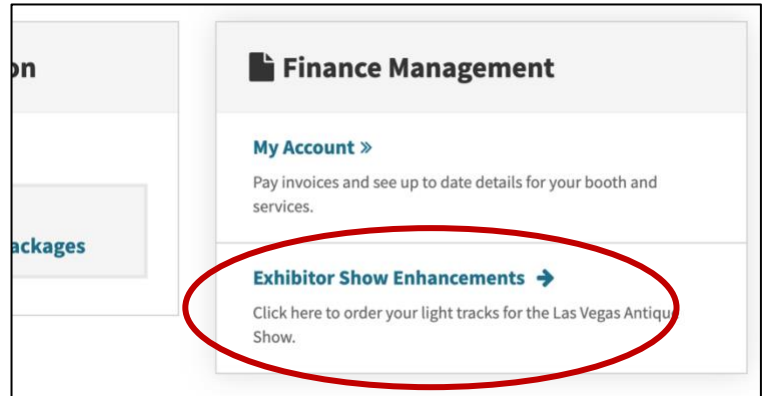 on
ackages
Finance Management
My Account »
Pay invoices and see up to date details for your booth and
services.
Exhibitor Show Enhancements →
Click here to order your light tracks for the Las Vegas Antique
Show.